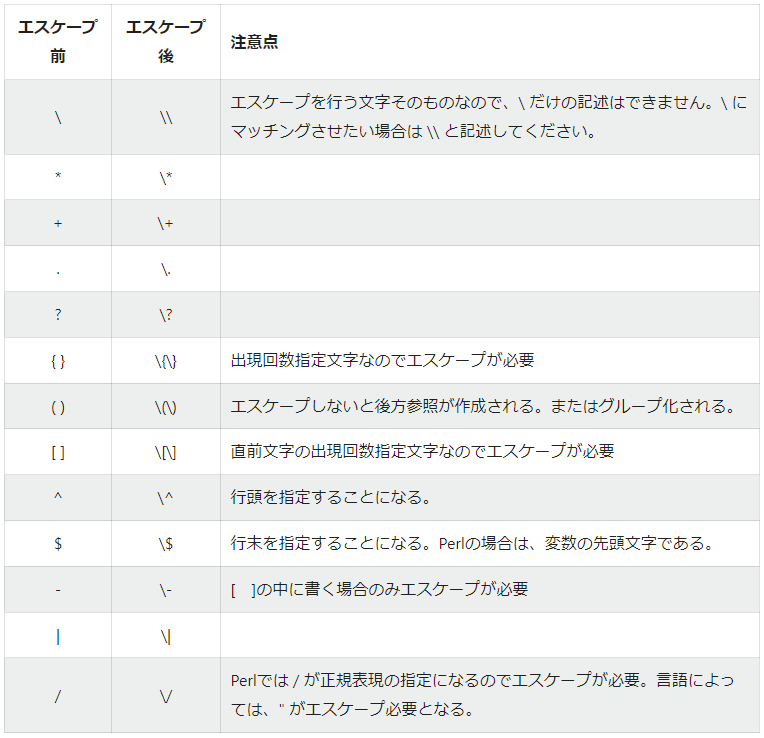 エスケープ前 エスケープ後 注意点
\ \\ エスケープを行う文字そのものなので、\ だけの記述はできません。\ に
マッチングさせたい場合は \\ と記述してください。
* \*
+ \+
. \.
? \?
{ } \{\} 出現回数指定文字なのでエスケープが必要
( ) \(\) エスケープしないと後方参照が作成される。またはグループ化される。
[ ] \[\] 直前文字の出現回数指定文字なのでエスケープが必要
^ \^ 行頭を指定することになる。
$ \$ 行末を指定することになる。Perlの場合は、変数の先頭文字である。
- \- [　]の中に書く場合のみエスケープが必要
| \|
/ \/ Perlでは / が正規表現の指定になるのでエスケープが必要。言語によっ
ては、" がエスケープ必要となる。